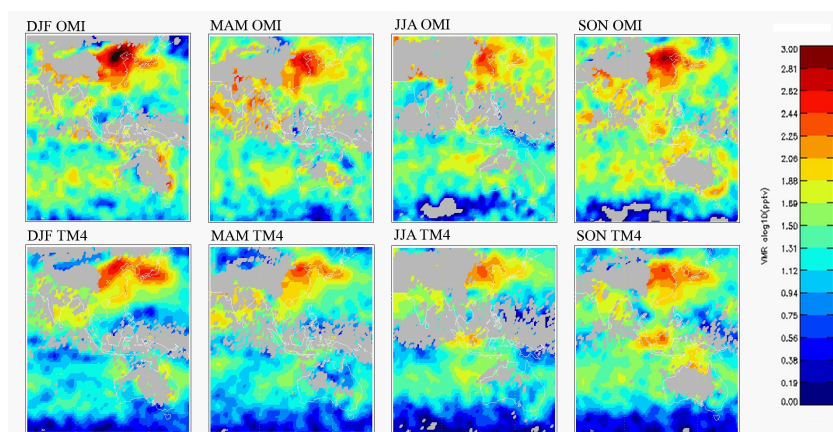 DJF OMI
MAM OMI
JJA OMI
SON OMI
DJF TM4
MAM TM4
JJA TM4
SON TM4
3.00
2.81
2.62
2.44
2.25
2.06
1.88
1.69
1.50
1.31
1.12
0.94
0.75
0.56
0.38
0.19
0.00
VMR alog10(pptv)